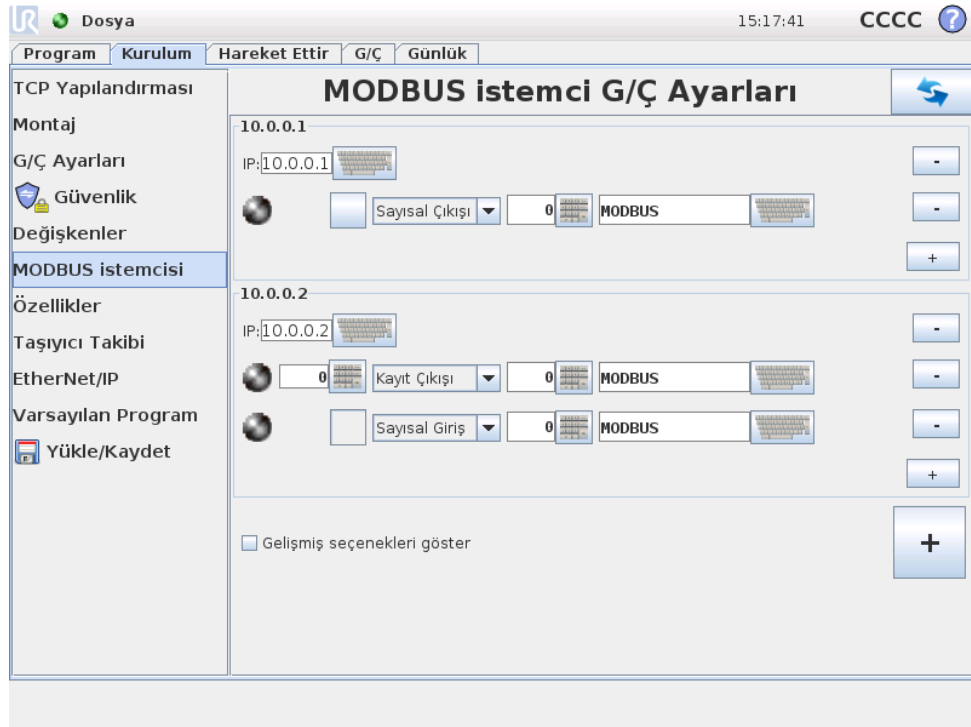 UR Dosya 15:17:41 CCCC ?
Program Kurulum Hareket Ettir G/Ç Günlük
TCP Yapılandırması
Montaj
G/Ç Ayarları
Güvenlik
Değişkenler
MODBUS istemcisi
Özellikler
Taşıyıcı Takibi
EtherNet/IP
Varsayılan Program
Yükle/Kaydet
MODBUS istemci G/Ç Ayarları
10.0.0.1
IP: 10.0.0.1 -
Sayısal Çıkışı 0 MODBUS -
+
10.0.0.2
IP: 10.0.0.2 -
0 Kayıt Çıkışı 0 MODBUS -
Sayısal Giriş 0 MODBUS -
+
Gelişmiş seçenekleri göster +